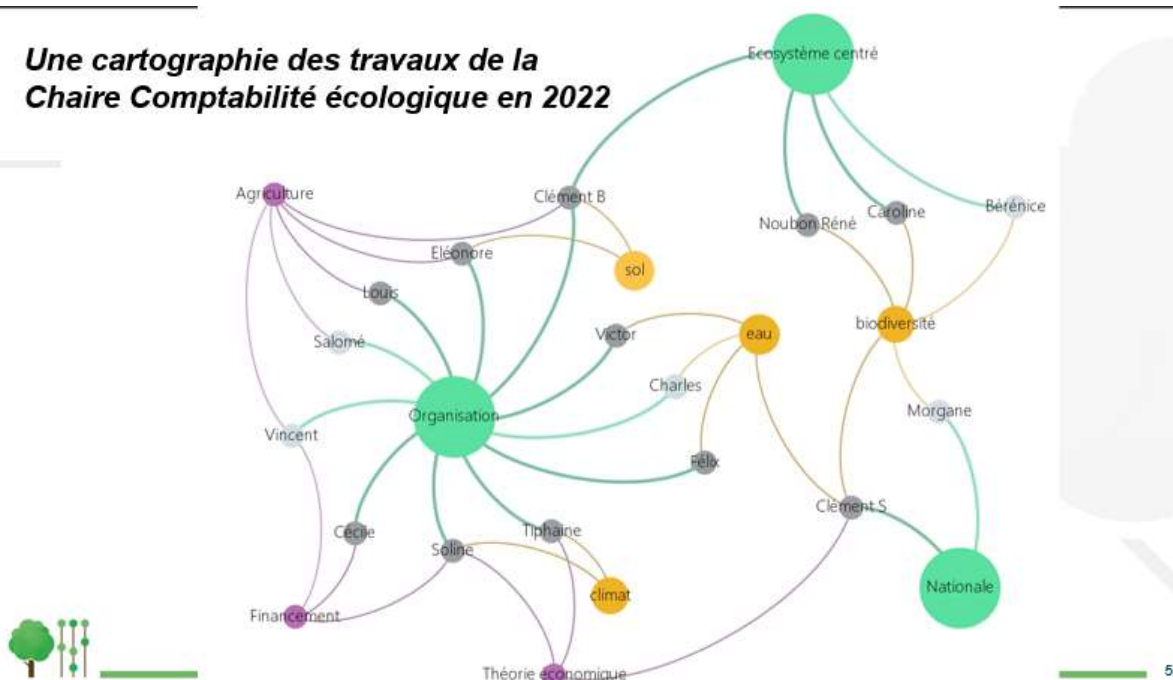 Une cartographie des travaux de la
Chaire Comptabilité écologique en 2022
Ecosystème centré
Agriculture
Clément B
Noubon Réné
Caroline
Bérénice
Eléonore
sol
Louis
Victor
eau
biodiversité
Salomé
Charles
Organisation
Morgane
Vincent
Félix
Clément S
Cécile
Soline
Tiphaine
climat
Nationale
Financement
Théorie économique
5